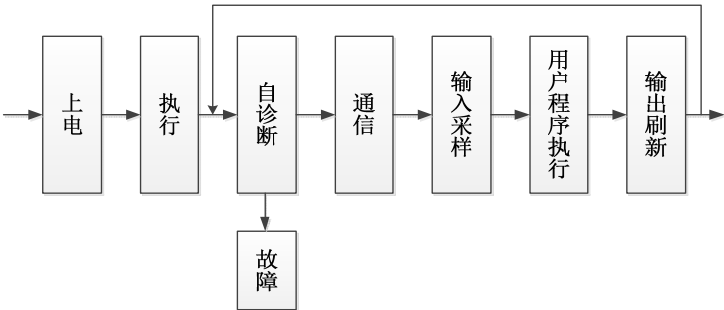 上电
执行
自诊断
通信
输入采样
用户程序执行
输出刷新
故障